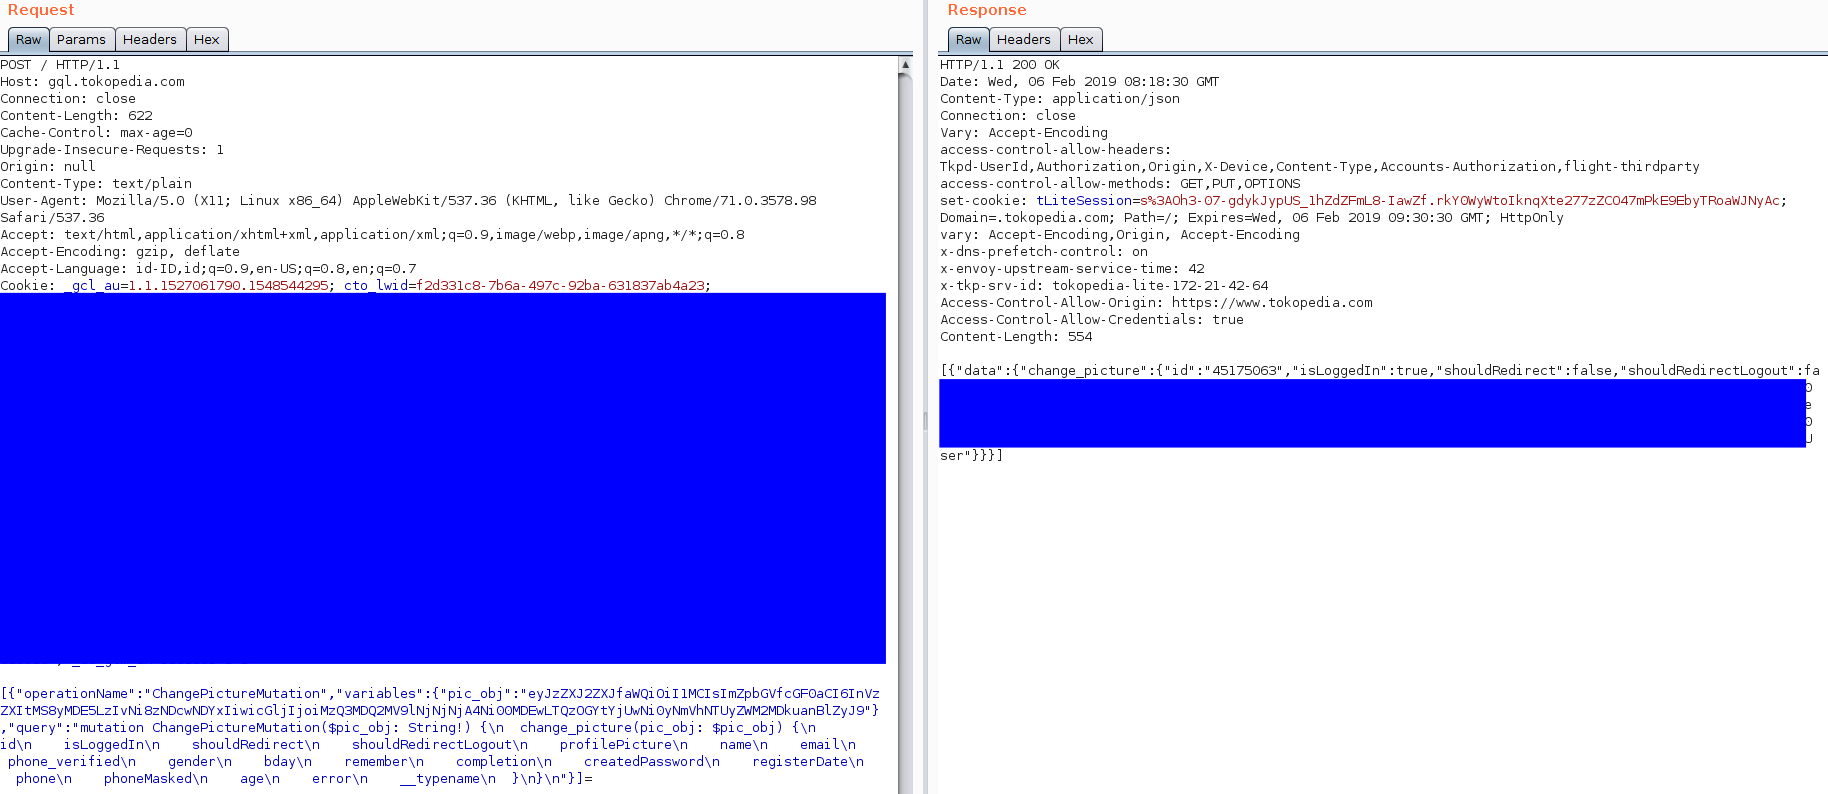 Request
Raw Params Headers Hex
POST / HTTP/1.1
Host: gql.tokopedia.com
Connection: close
Content-Length: 622
Cache-Control: max-age=0
Upgrade-Insecure-Requests: 1
Origin: null
Content-Type: text/plain
User-Agent: Mozilla/5.0 (X11; Linux x86_64) AppleWebKit/537.36 (KHTML, like Gecko) Chrome/71.0.3578.98
Safari/537.36
Accept: text/html,application/xhtml+xml,application/xml;q=0.9,image/webp,image/apng,*/*;q=0.8
Accept-Encoding: gzip, deflate
Accept-Language: id-ID,id;q=0.9,en-US;q=0.8,en;q=0.7
Cookie: _gcl_au=1.1.1527061790.1548544295; cto_lwid=f2d331c8-7b6a-497c-92ba-631837ab4a23;
[{"operationName":"ChangePictureMutation","variables":{"pic_obj":"eyJzZXJ2ZXJfaWQiOiI1MCIsImZpbGVfcGF0aCI6InVz
ZXItMS8yMDE5LzIvNi8zNDcwNDYxIiwicGljIjoiMzQ3MDQ2MV9lNjNjNjA4Ni00MDEwLTQzOGYtYjUwNi0yNmVhNTUyZWM2MDkuanBlZyJ9"}
,"query":"mutation ChangePictureMutation($pic_obj: String!) {\n  change_picture(pic_obj: $pic_obj) {\n
id\n    isLoggedIn\n    shouldRedirect\n    shouldRedirectLogout\n    profilePicture\n    name\n    email\n
phone_verified\n    gender\n    bday\n    remember\n    completion\n    createdPassword\n    registerDate\n
phone\n    phoneMasked\n    age\n    error\n    __typename\n  }\n}\n"}]=
Response
Raw Headers Hex
HTTP/1.1 200 OK
Date: Wed, 06 Feb 2019 08:18:30 GMT
Content-Type: application/json
Connection: close
Vary: Accept-Encoding
access-control-allow-headers:
Tkpd-UserId,Authorization,Origin,X-Device,Content-Type,Accounts-Authorization,flight-thirdparty
access-control-allow-methods: GET,PUT,OPTIONS
set-cookie: tLiteSession=s%3AOh3-O7-gdykJypUS_1hZdZFmL8-IawZf.rkY0WyWtoIknqXte277zZCO47mPkE9EbyTRoaWJNyAc;
Domain=.tokopedia.com; Path=/; Expires=Wed, 06 Feb 2019 09:30:30 GMT; HttpOnly
vary: Accept-Encoding,Origin, Accept-Encoding
x-dns-prefetch-control: on
x-envoy-upstream-service-time: 42
x-tkp-srv-id: tokopedia-lite-172-21-42-64
Access-Control-Allow-Origin: https://www.tokopedia.com
Access-Control-Allow-Credentials: true
Content-Length: 554
[{"data":{"change_picture":{"id":"45175063","isLoggedIn":true,"shouldRedirect":false,"shouldRedirectLogout":fa
ser"}}}]